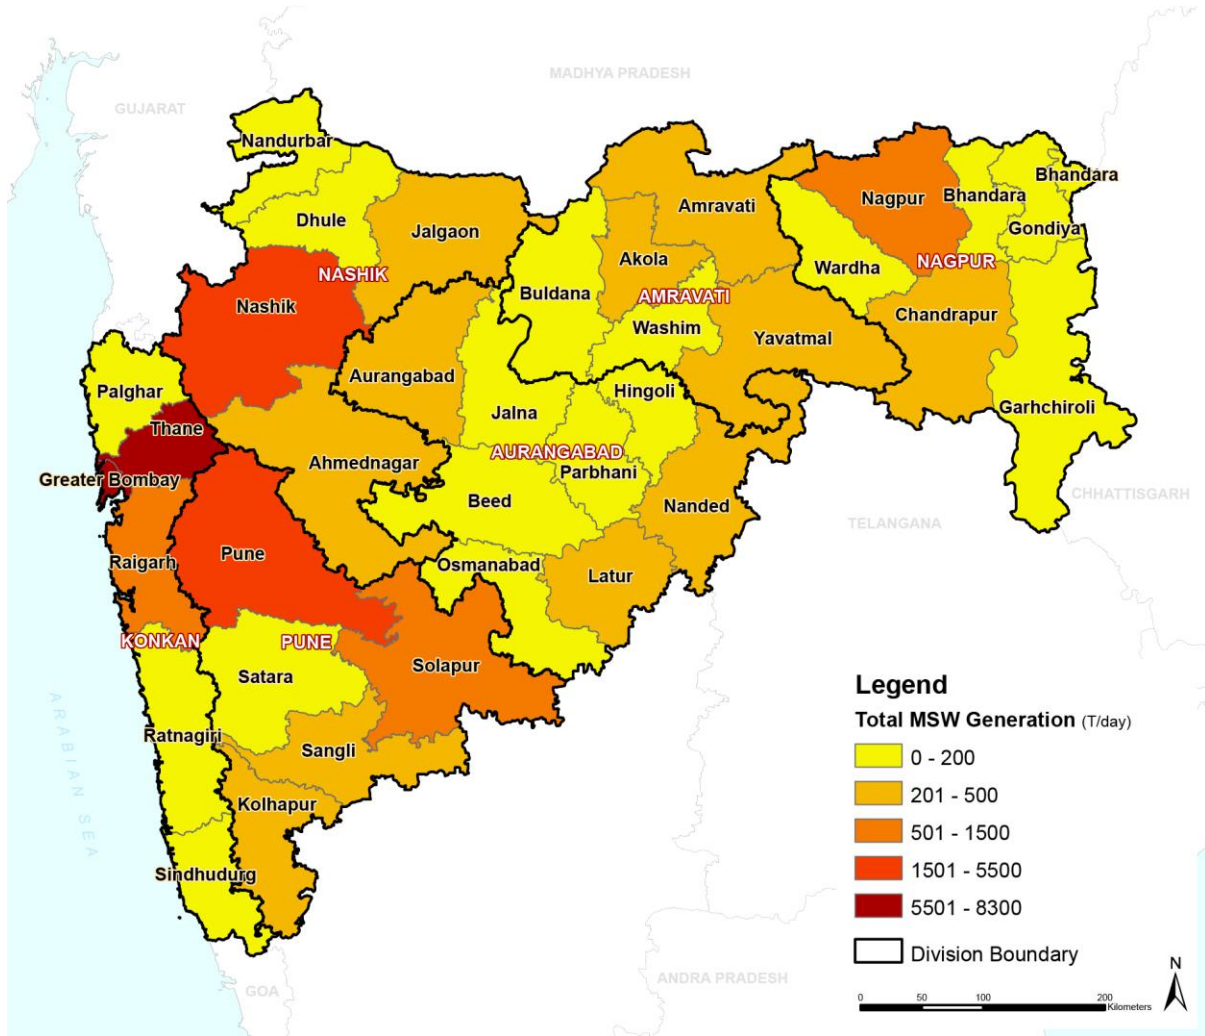 MADHYA PRADESH
GUJARAT
Nandurbar
Bhandara
Nagpur
Bhandara
Amravati
Dhule
Jalgaon
Gondiya
Akola
NASHIK
Wardha
NAGPUR
Buldana
AMRAVATI
Nashik
Washim
Chandrapur
Yavatmal
Aurangabad
Palghar
Hingoli
Jalna
Garhchiroli
Thane
AURANGABAD
Ahmednagar
Parbhani
Greater Bombay
CHHATTISGARH
Beed
Nanded
TELANGANA
Pune
Raigarh
Osmanabad
Latur
KONKAN
PUNE
Solapur
Satara
ARABIAN SEA
Ratnagiri
Sangli
Kolhapur
Sindhudurg
GOA
ANDRA PRADESH
Legend
Total MSW Generation (T/day)
0 - 200
201 - 500
501 - 1500
1501 - 5500
5501 - 8300
Division Boundary
N
0 50 100 200
Kilometers